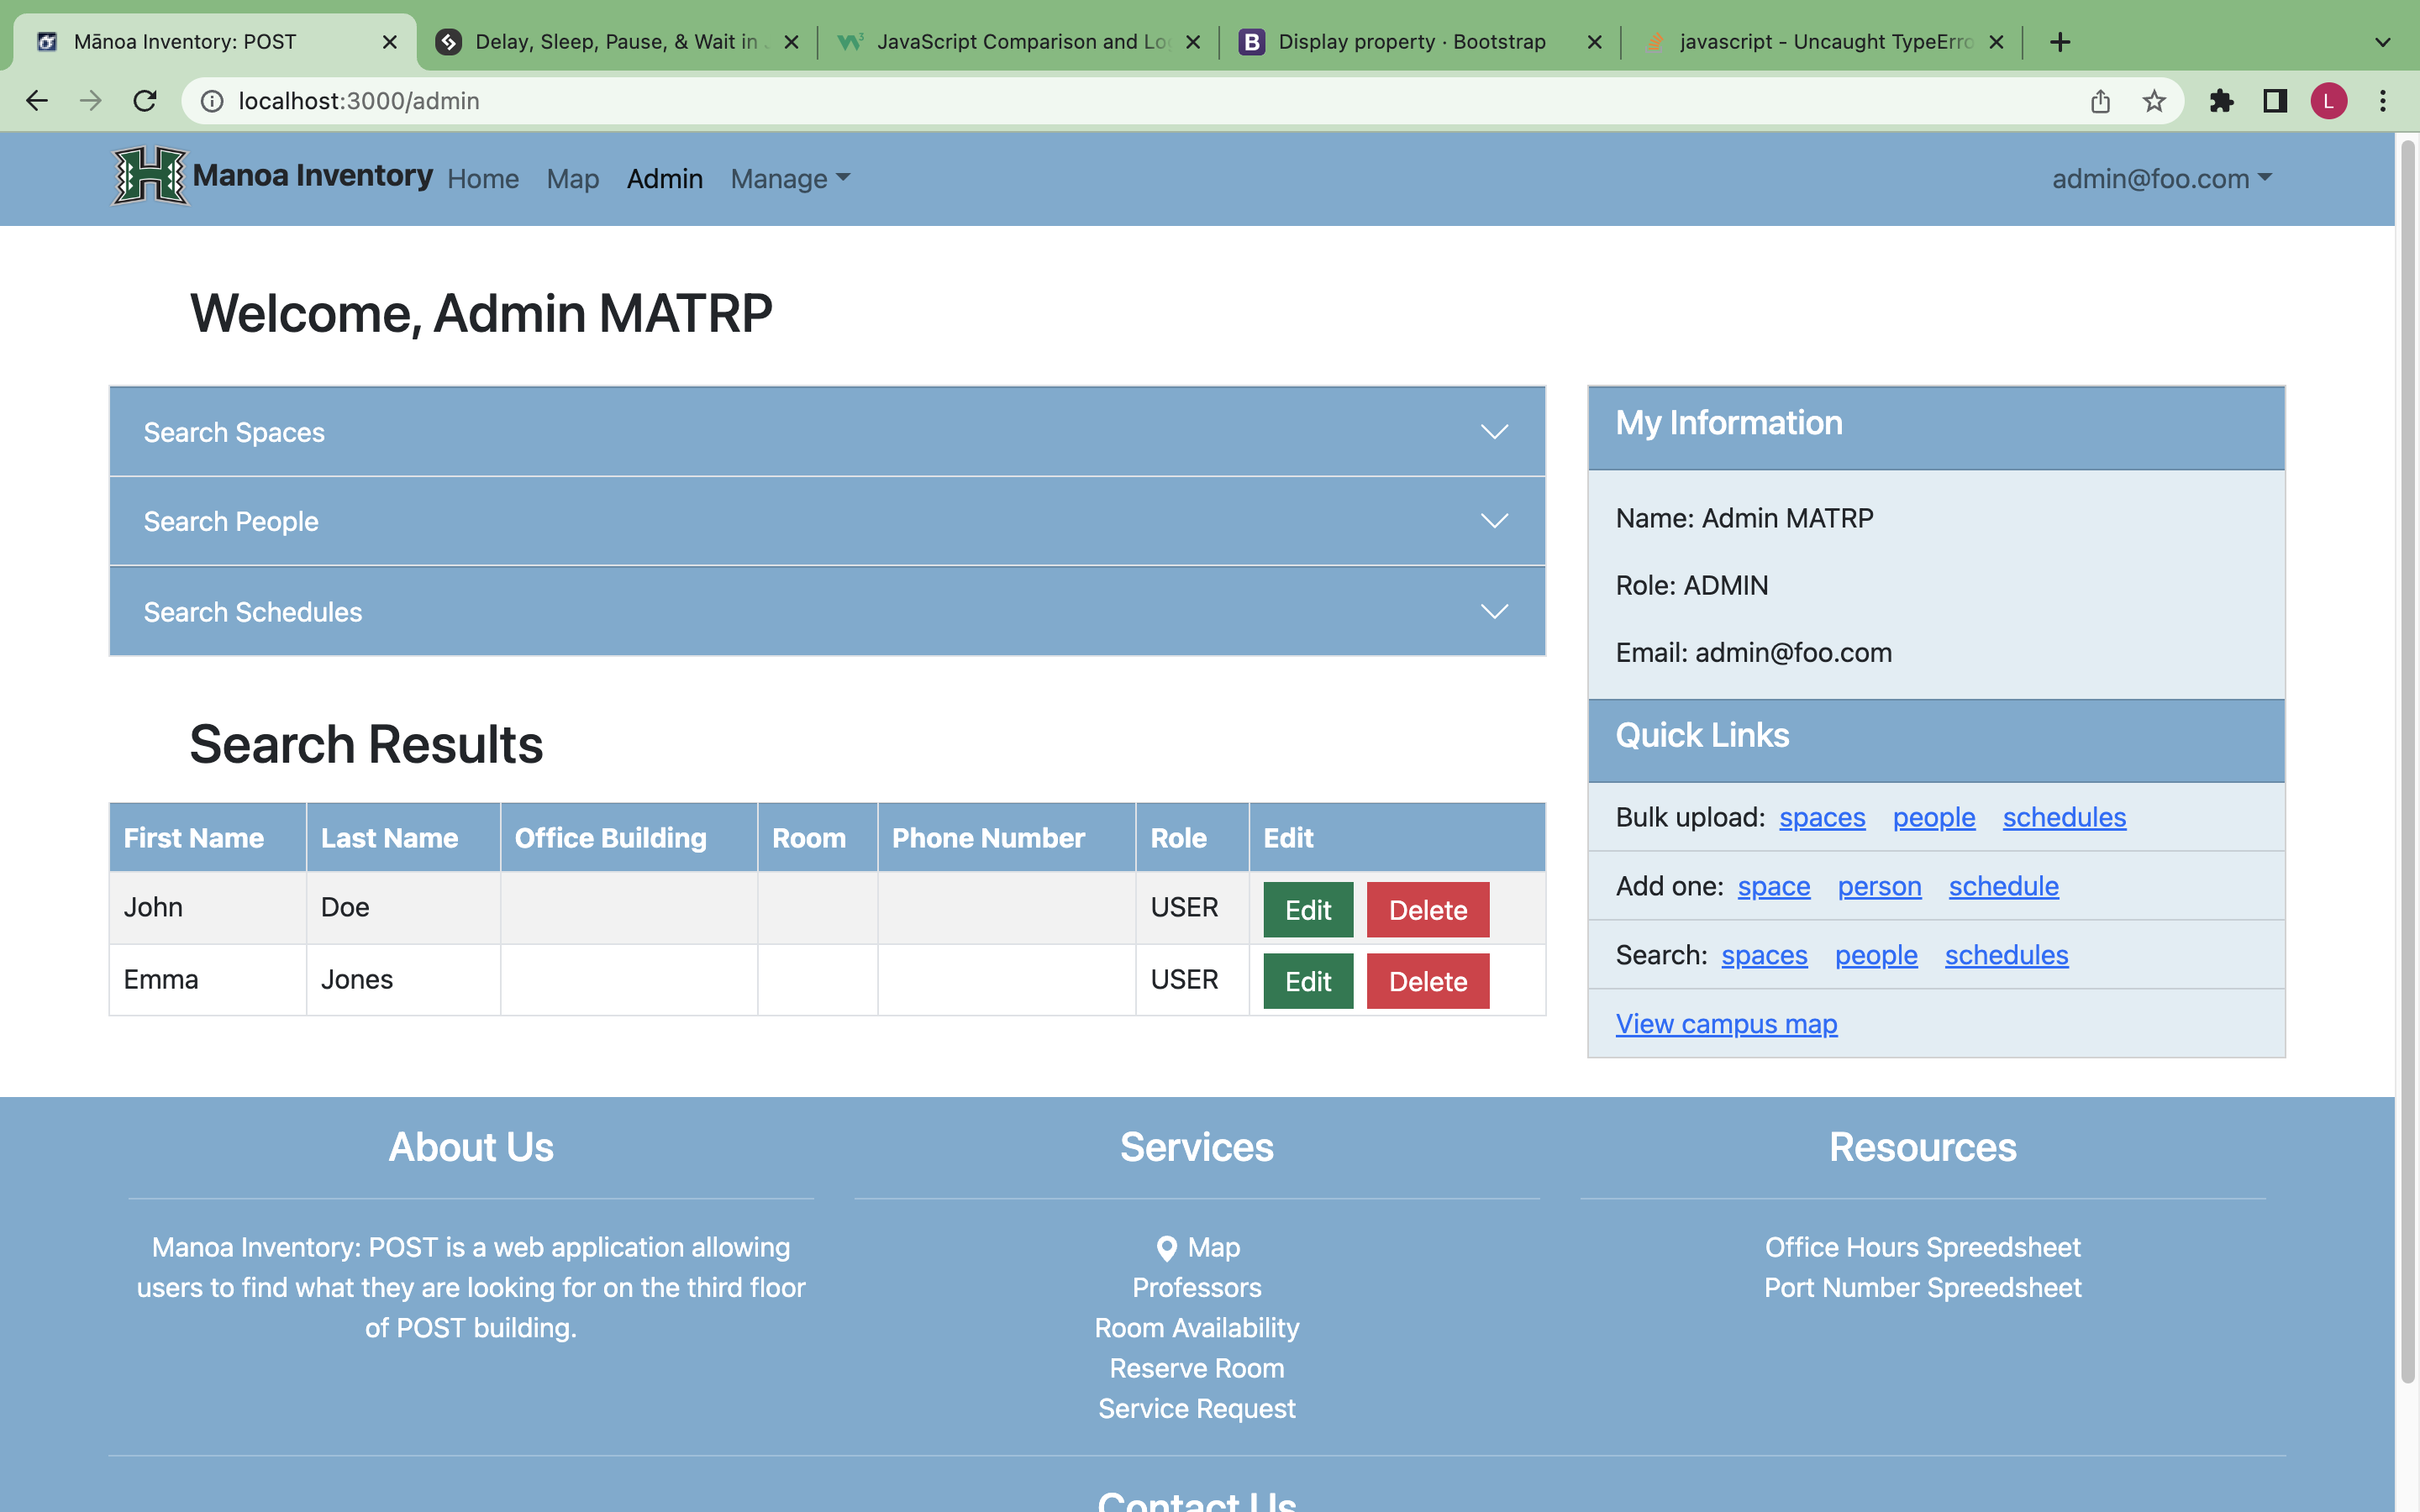 Mānoa Inventory: POST
Delay, Sleep, Pause, & Wait in
JavaScript Comparison and Lo
Display property · Bootstrap
javascript - Uncaught TypeErro
localhost:3000/admin
L
H
Manoa Inventory Home Map Admin Manage
admin@foo.com
Welcome, Admin MATRP
Search Spaces
Search People
Search Schedules
Search Results
First Name Last Name Office Building Room Phone Number Role Edit
John Doe USER Edit Delete
Emma Jones USER Edit Delete
My Information
Name: Admin MATRP
Role: ADMIN
Email: admin@foo.com
Quick Links
Bulk upload: spaces people schedules
Add one: space person schedule
Search: spaces people schedules
View campus map
About Us
Manoa Inventory: POST is a web application allowing
users to find what they are looking for on the third floor
of POST building.
Services
Map
Professors
Room Availability
Reserve Room
Service Request
Resources
Office Hours Spreedsheet
Port Number Spreedsheet
Contact Us